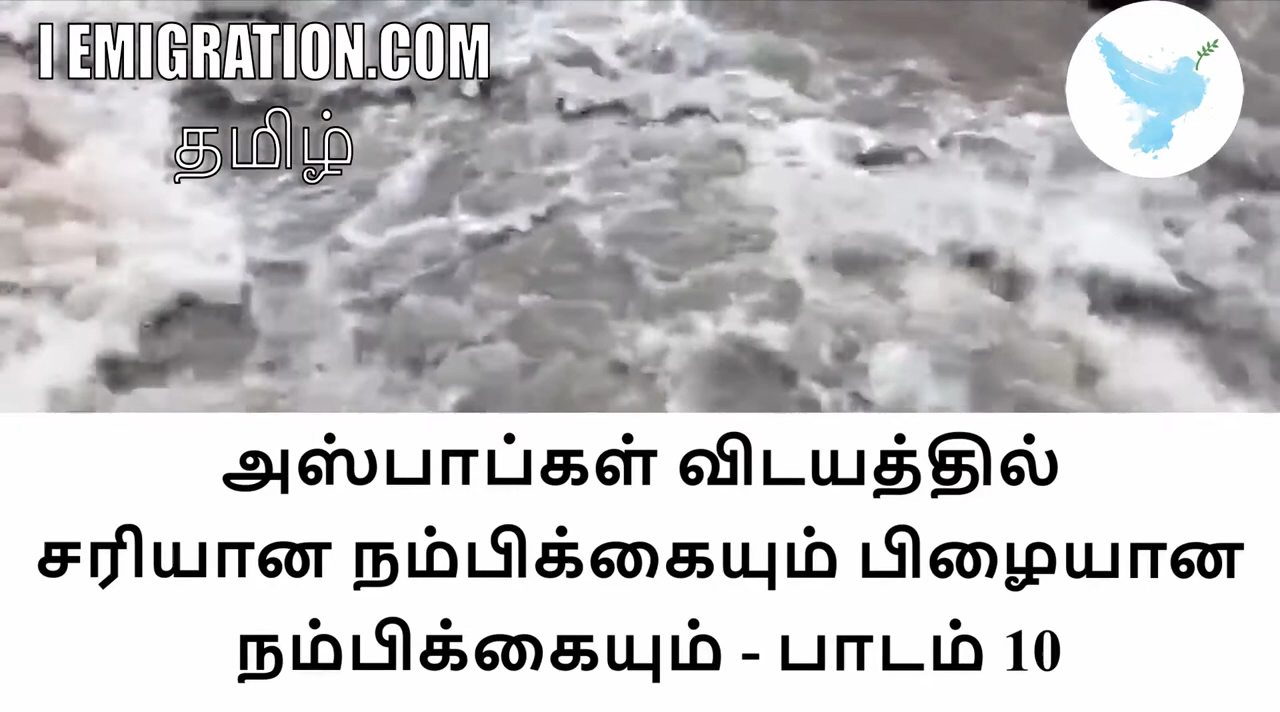 I EMIGRATION.COM
தமிழ்
அஸ்பாப்கள் விடயத்தில்
சரியான நம்பிக்கையும் பிழையான
நம்பிக்கையும் - பாடம் 10